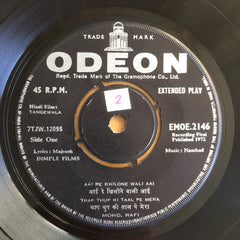 TRADE MARK
ODEON
Regd. Trade Mark of The Gramophone Co., Ltd.
45 R.P.M.
EXTENDED PLAY
Hindi Film:
TANGEWALA
7TJW.12095
Side One
2
EMOE.2146
Published 1972
Lyrics: Majrooh
DIMPLE FILMS
Music: Naushad
AAI RE KHILONE WALI AAI
आई रे खिलोने वाली आई
THAP THUP KI TAAL PE MERA
थाप थुप की ताल पे मेरा
MOHD. RAFI